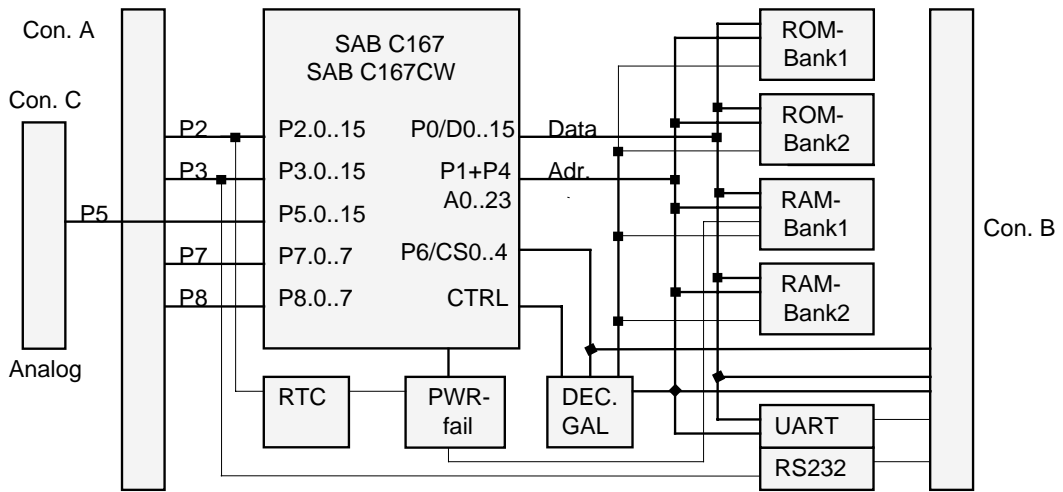 Con. A
SAB C167
SAB C167CW
ROM-
Bank1
Con. C
P2
P2.0..15
P0/D0..15
Data
ROM-
Bank2
P3
P3.0..15
P1+P4
Adr.
A0..23
P5
P5.0..15
RAM-
Bank1
Con. B
P7
P7.0..7
P6/CS0..4
P8
P8.0..7
CTRL
RAM-
Bank2
Analog
RTC
PWR-
fail
DEC.
GAL
UART
RS232